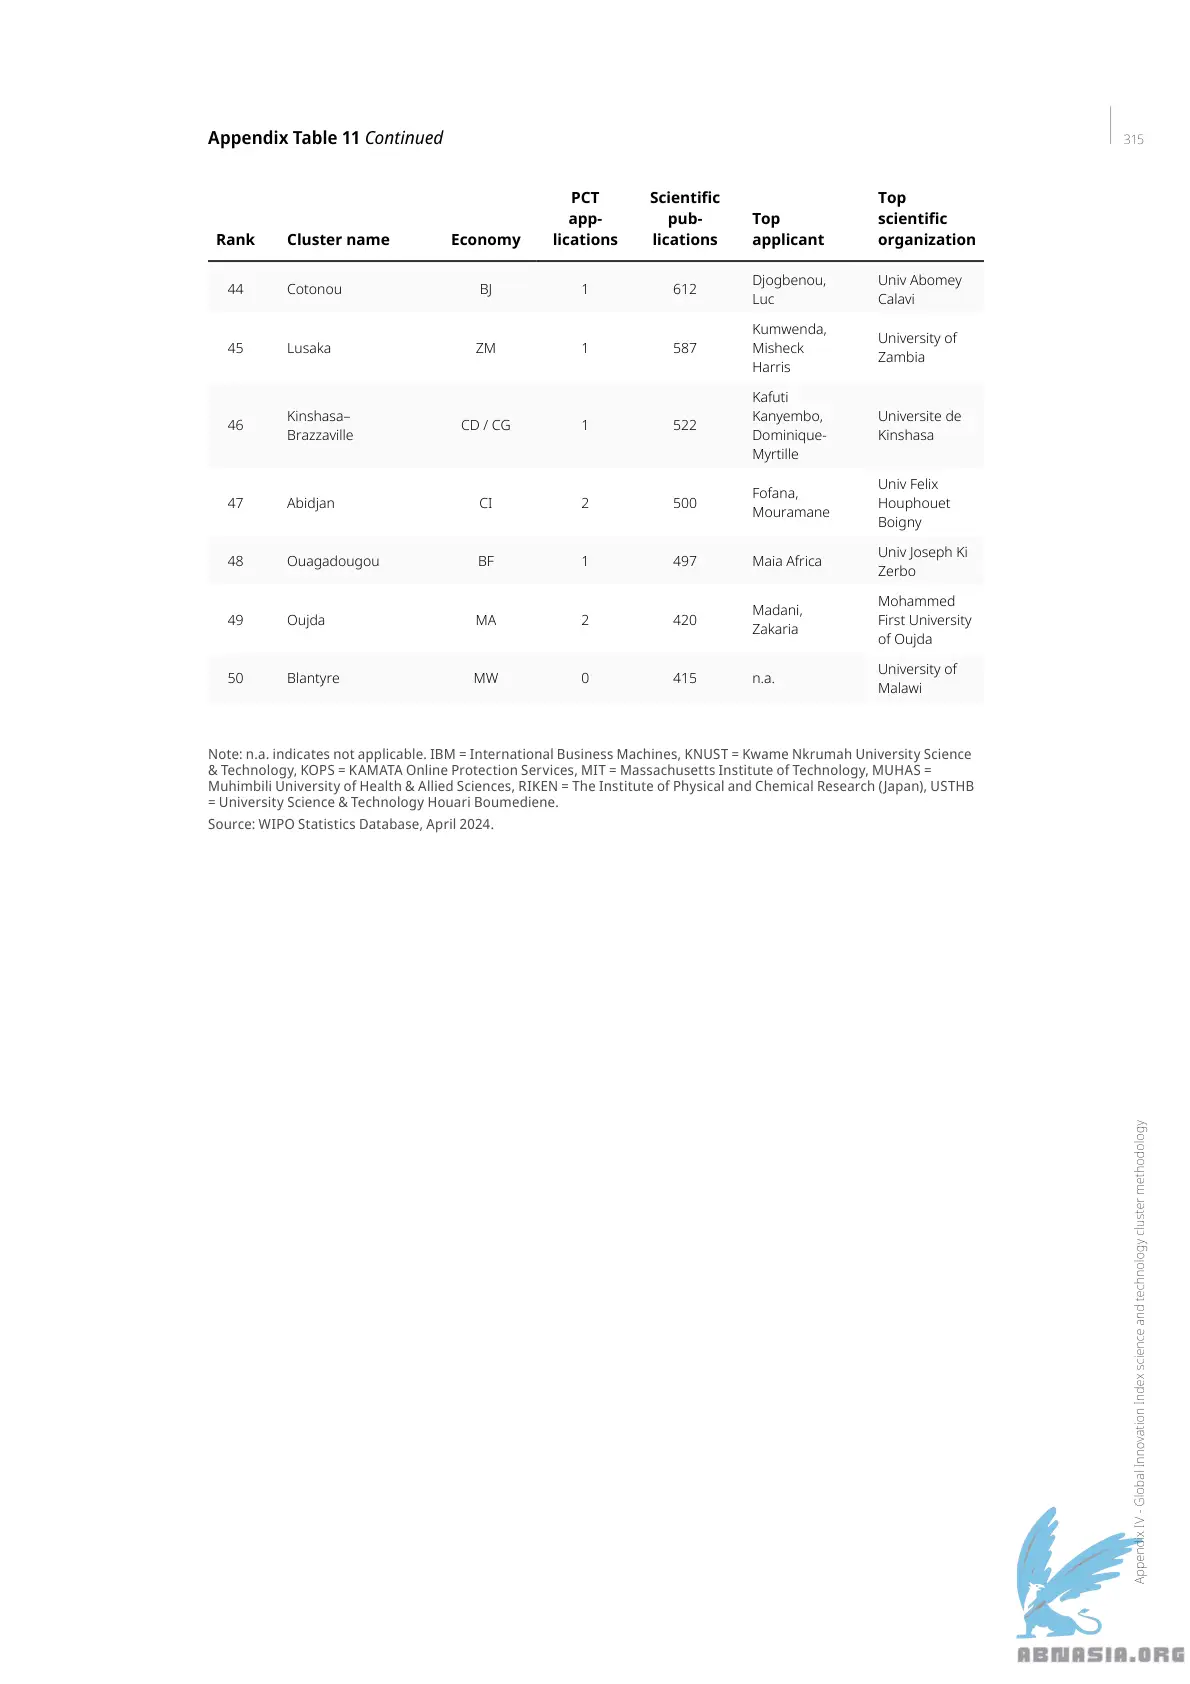 Appendix Table 11 Continued
315
Rank
Cluster name
Economy
PCT
app-
lications
Scientific
pub-
lications
Top
applicant
Top
scientific
organization
44
Cotonou
BJ
1
612
Djogbenou,
Luc
Univ Abomey
Calavi
45
Lusaka
ZM
1
587
Kumwenda,
Misheck
Harris
University of
Zambia
46
Kinshasa–
Brazzaville
CD / CG
1
522
Kafuti
Kanyembo,
Dominique-
Myrtille
Universite de
Kinshasa
47
Abidjan
CI
2
500
Fofana,
Mouramane
Univ Felix
Houphouet
Boigny
48
Ouagadougou
BF
1
497
Maia Africa
Univ Joseph Ki
Zerbo
49
Oujda
MA
2
420
Madani,
Zakaria
Mohammed
First University
of Oujda
50
Blantyre
MW
0
415
n.a.
University of
Malawi
Note: n.a. indicates not applicable. IBM = International Business Machines, KNUST = Kwame Nkrumah University Science
& Technology, KOPS = KAMATA Online Protection Services, MIT = Massachusetts Institute of Technology, MUHAS =
Muhimbili University of Health & Allied Sciences, RIKEN = The Institute of Physical and Chemical Research (Japan), USTHB
= University Science & Technology Houari Boumediene.
Source: WIPO Statistics Database, April 2024.
Appendix IV - Global Innovation Index science and technology cluster methodology
ABNASIA.ORG